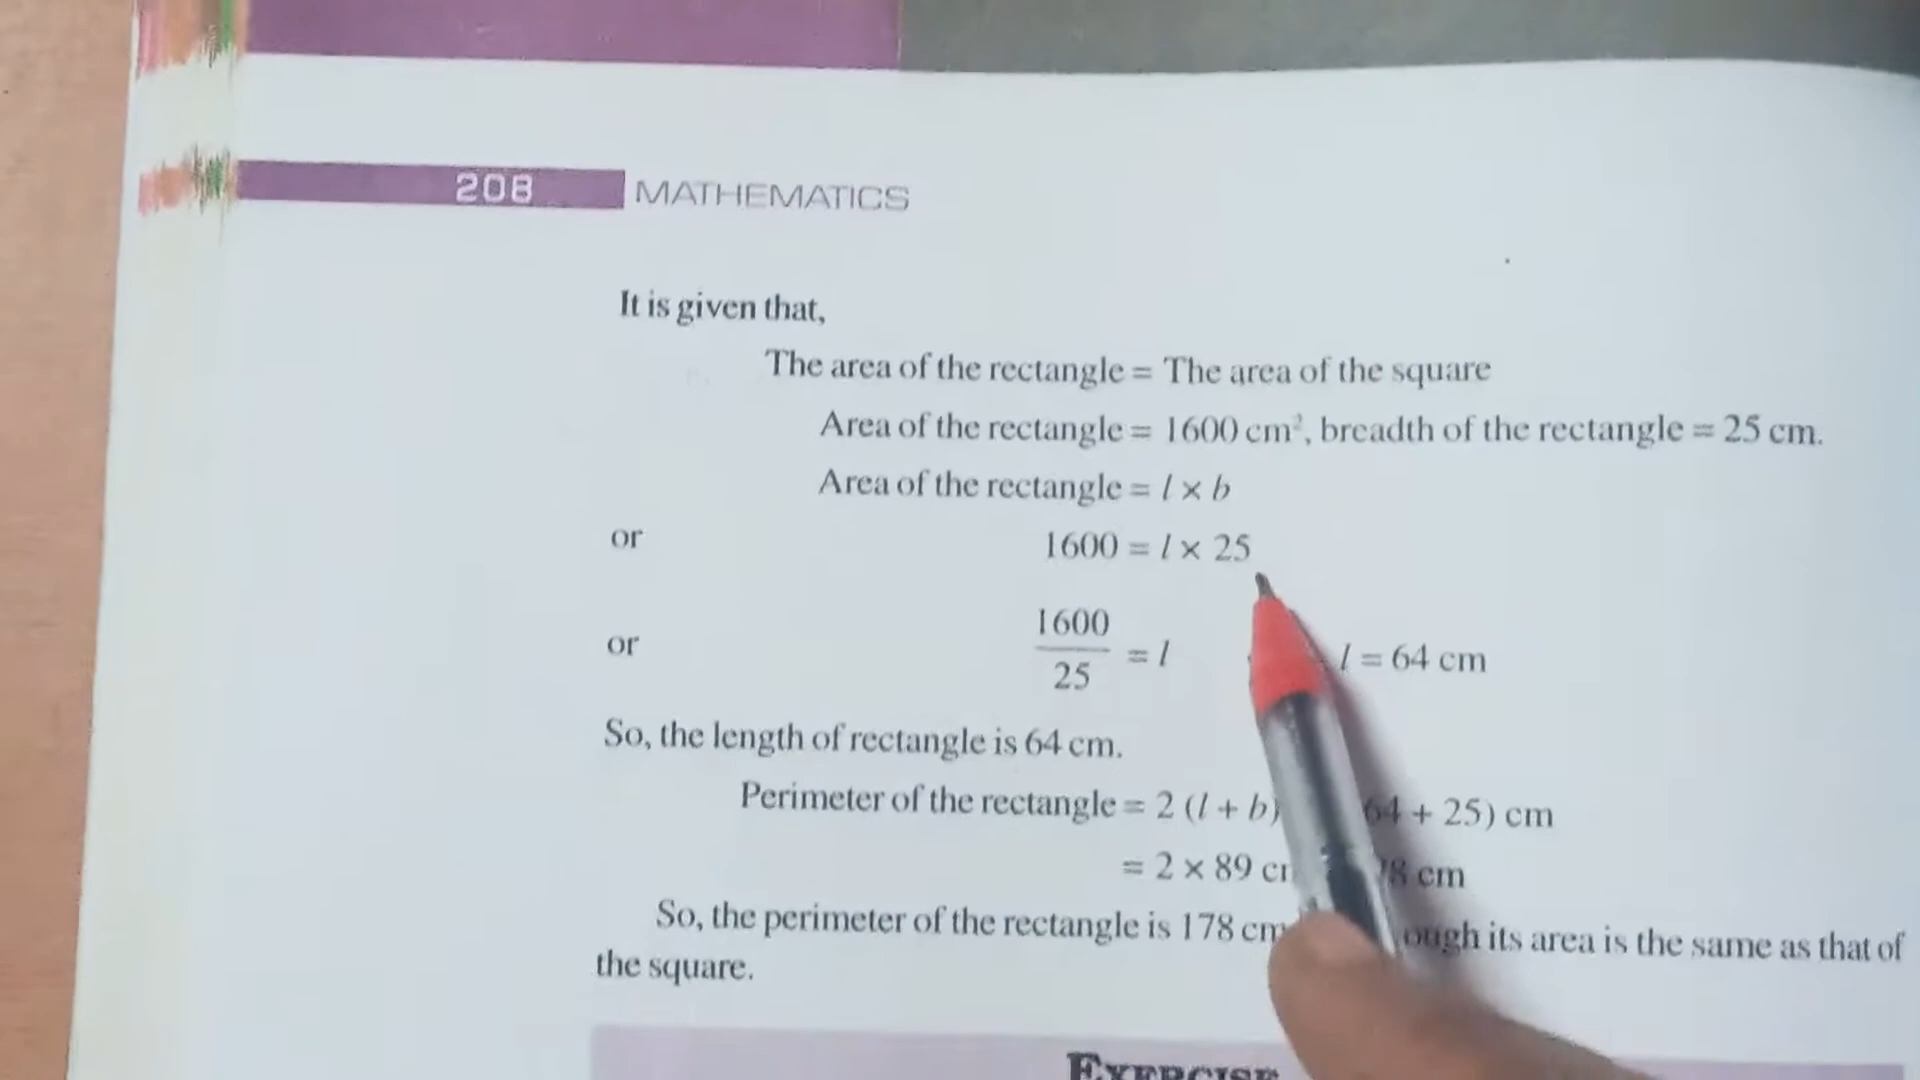 208 MATHEMATICS
It is given that,
The area of the rectangle = The area of the square
Area of the rectangle = 1600 cm², breadth of the rectangle = 25 cm.
Area of the rectangle = l × b
or 1600 = l × 25
or 1600/25 = l l = 64 cm
So, the length of rectangle is 64 cm.
Perimeter of the rectangle = 2 (l + b) 64 + 25) cm
= 2 × 89 8 cm
So, the perimeter of the rectangle is 178 cm its area is the same as that of
the square.
EXERCISE